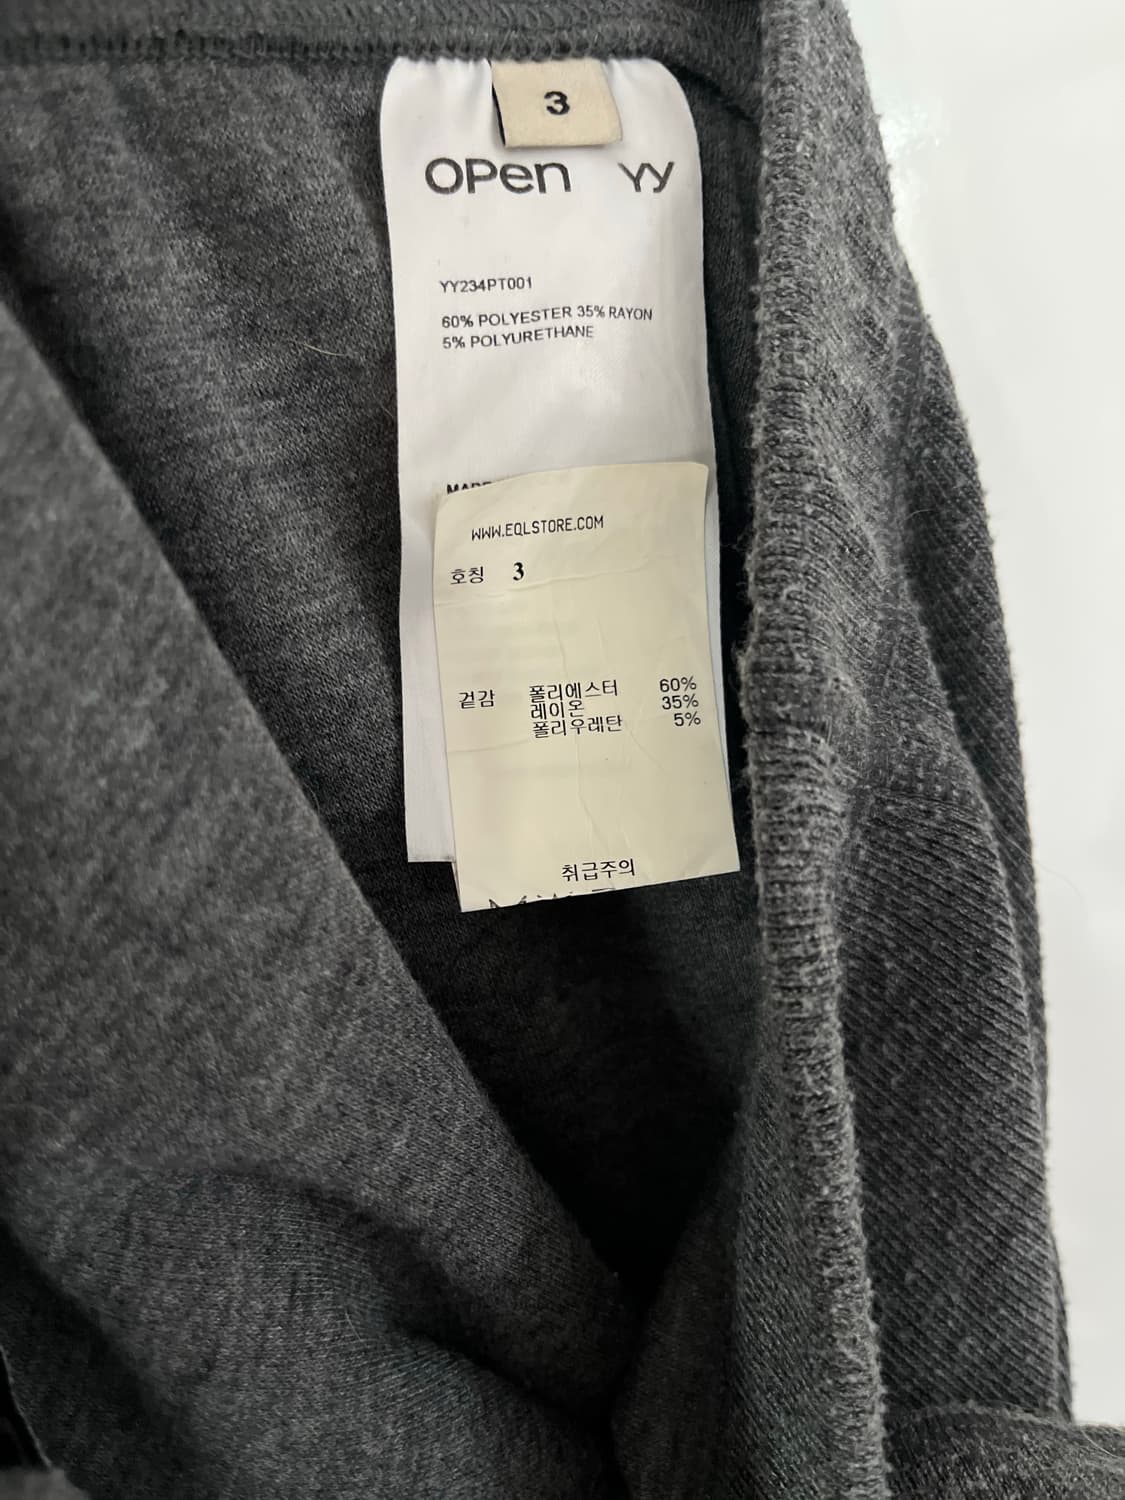 3
OPen YY
YY234PT001
60% POLYESTER 35% RAYON
5% POLYURETHANE
WWW.EQLSTORE.COM
호칭 3
겉감 폴리에스터 60%
레이온 35%
폴리우레탄 5%
취급주의